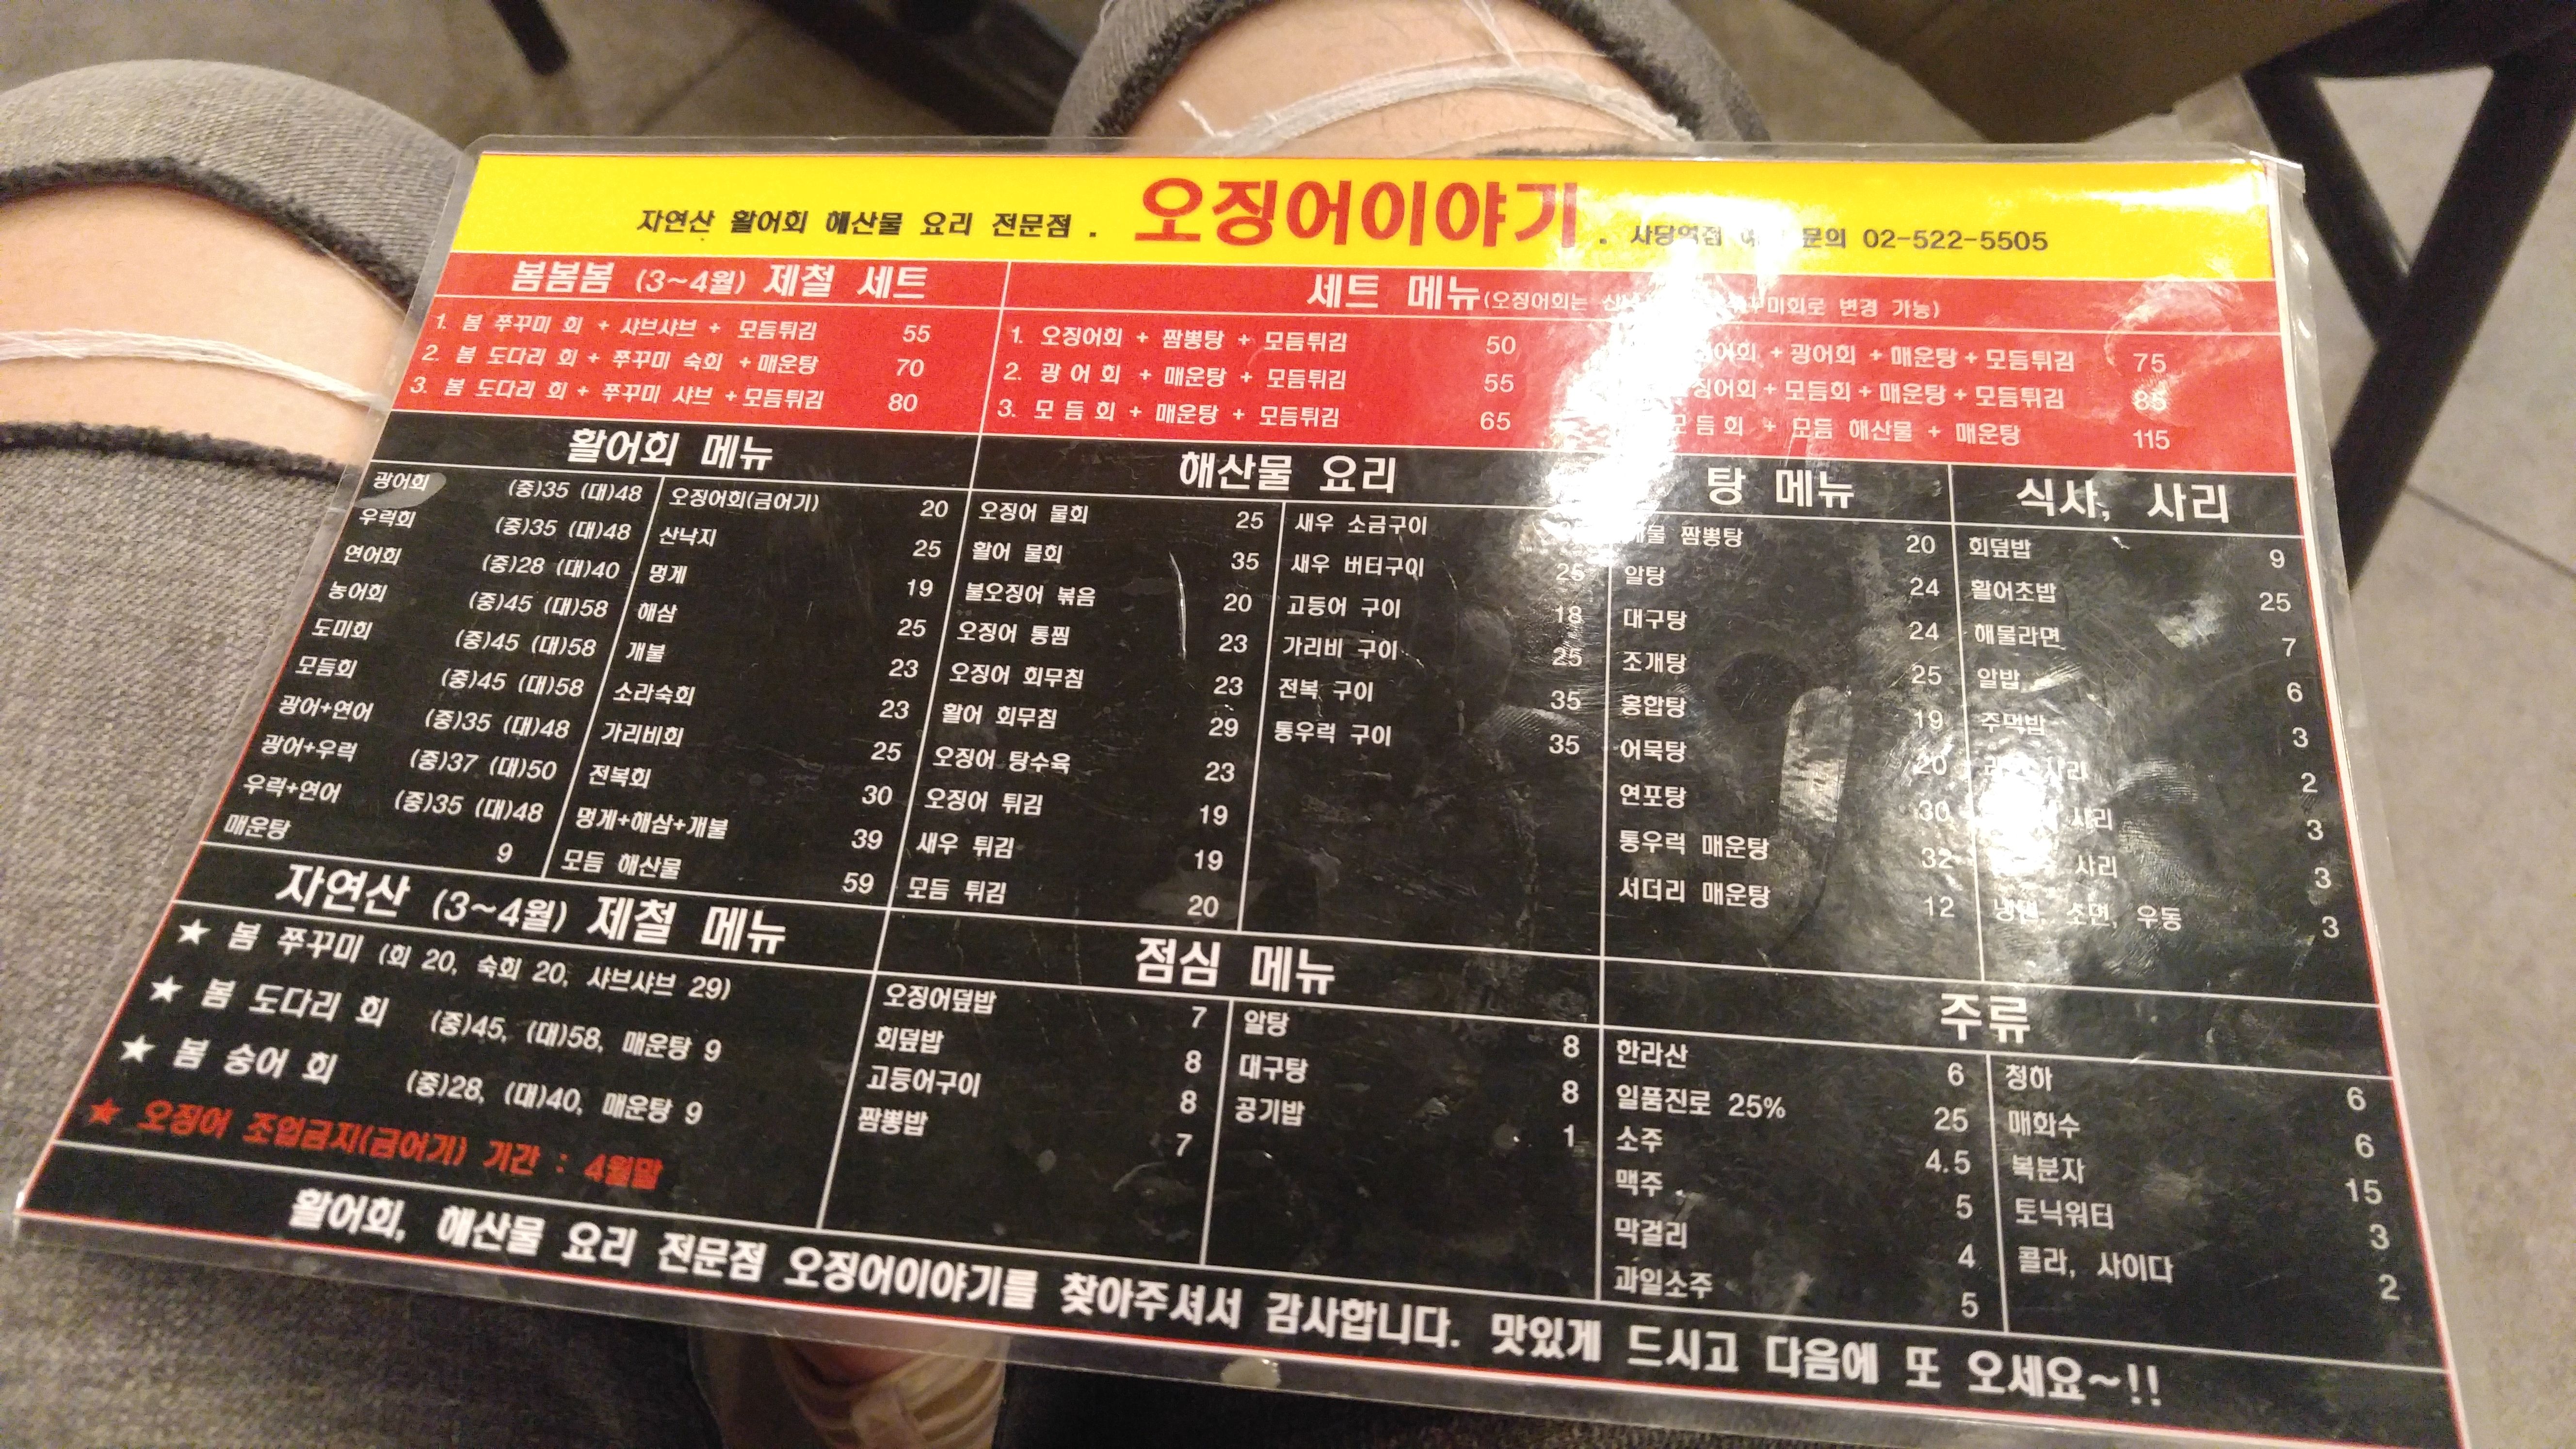 자연산 활어회 해산물 요리 전문점 . 오징어이야기 . 사당역점 문의 02-522-5505
봄봄봄 (3~4월) 제철 세트
1. 봄 쭈꾸미 회 + 샤브샤브 + 모듬튀김 55
2. 봄 도다리 회 + 쭈꾸미 숙회 + 매운탕 70
3. 봄 도다리 회 + 쭈꾸미 샤브 + 모듬튀김 80
세트 메뉴 (오징어회는 변경 가능)
1. 오징어회 + 짬뽕탕 + 모듬튀김 50
2. 광어회 + 매운탕 + 모듬튀김 55
3. 모듬회 + 매운탕 + 모듬튀김 65
+ 광어회 + 매운탕 + 모듬튀김 75
+ 모듬회 + 매운탕 + 모듬튀김 85
모듬회 + 모듬 해산물 + 매운탕 115
활어회 메뉴
광어회 (중)35 (대)48
우럭회 (중)35 (대)48
연어회 (중)28 (대)40
농어회 (중)45 (대)58
도미회 (중)45 (대)58
모듬회 (중)45 (대)58
광어+연어 (중)35 (대)48
광어+우럭 (중)37 (대)50
우럭+연어 (중)35 (대)48
매운탕 9
오징어회(금어기) 20
산낙지 25
멍게 19
해삼 25
개불 23
소라숙회 23
가리비회 25
전복회 30
멍게+해삼+개불 39
모듬 해산물 59
해산물 요리
오징어 물회 25
활어 물회 35
불오징어 볶음 20
오징어 통찜 23
오징어 회무침 23
활어 회무침 29
오징어 탕수육 23
오징어 튀김 19
새우 튀김 19
모듬 튀김 20
새우 소금구이
새우 버터구이 25
고등어 구이 18
가리비 구이 25
전복 구이 35
통우럭 구이 35
탕 메뉴
짬뽕탕 20
알탕 24
대구탕 24
조개탕 25
홍합탕 19
어묵탕 20
연포탕 30
통우럭 매운탕 32
서더리 매운탕 12
식사, 사리
회덮밥 9
활어초밥 25
해물라면 7
알밥 6
주먹밥 3
사리 2
사리 3
사리 3
냉면, 소면, 우동 3
자연산 (3~4월) 제철 메뉴
★ 봄 쭈꾸미 (회 20, 숙회 20, 샤브샤브 29)
★ 봄 도다리 회 (중)45, (대)58, 매운탕 9
★ 봄 숭어 회 (중)28, (대)40, 매운탕 9
★ 오징어 조업금지(금어기) 기간 : 4월말
점심 메뉴
오징어덮밥 7
회덮밥 8
고등어구이 8
짬뽕밥 7
알탕 8
대구탕 8
공기밥 1
주류
한라산 6
일품진로 25% 25
소주 4.5
맥주 5
막걸리 4
과일소주 5
청하 6
매화수 6
복분자 15
토닉워터 3
콜라, 사이다 2
활어회, 해산물 요리 전문점 오징어이야기를 찾아주셔서 감사합니다. 맛있게 드시고 다음에 또 오세요~!!